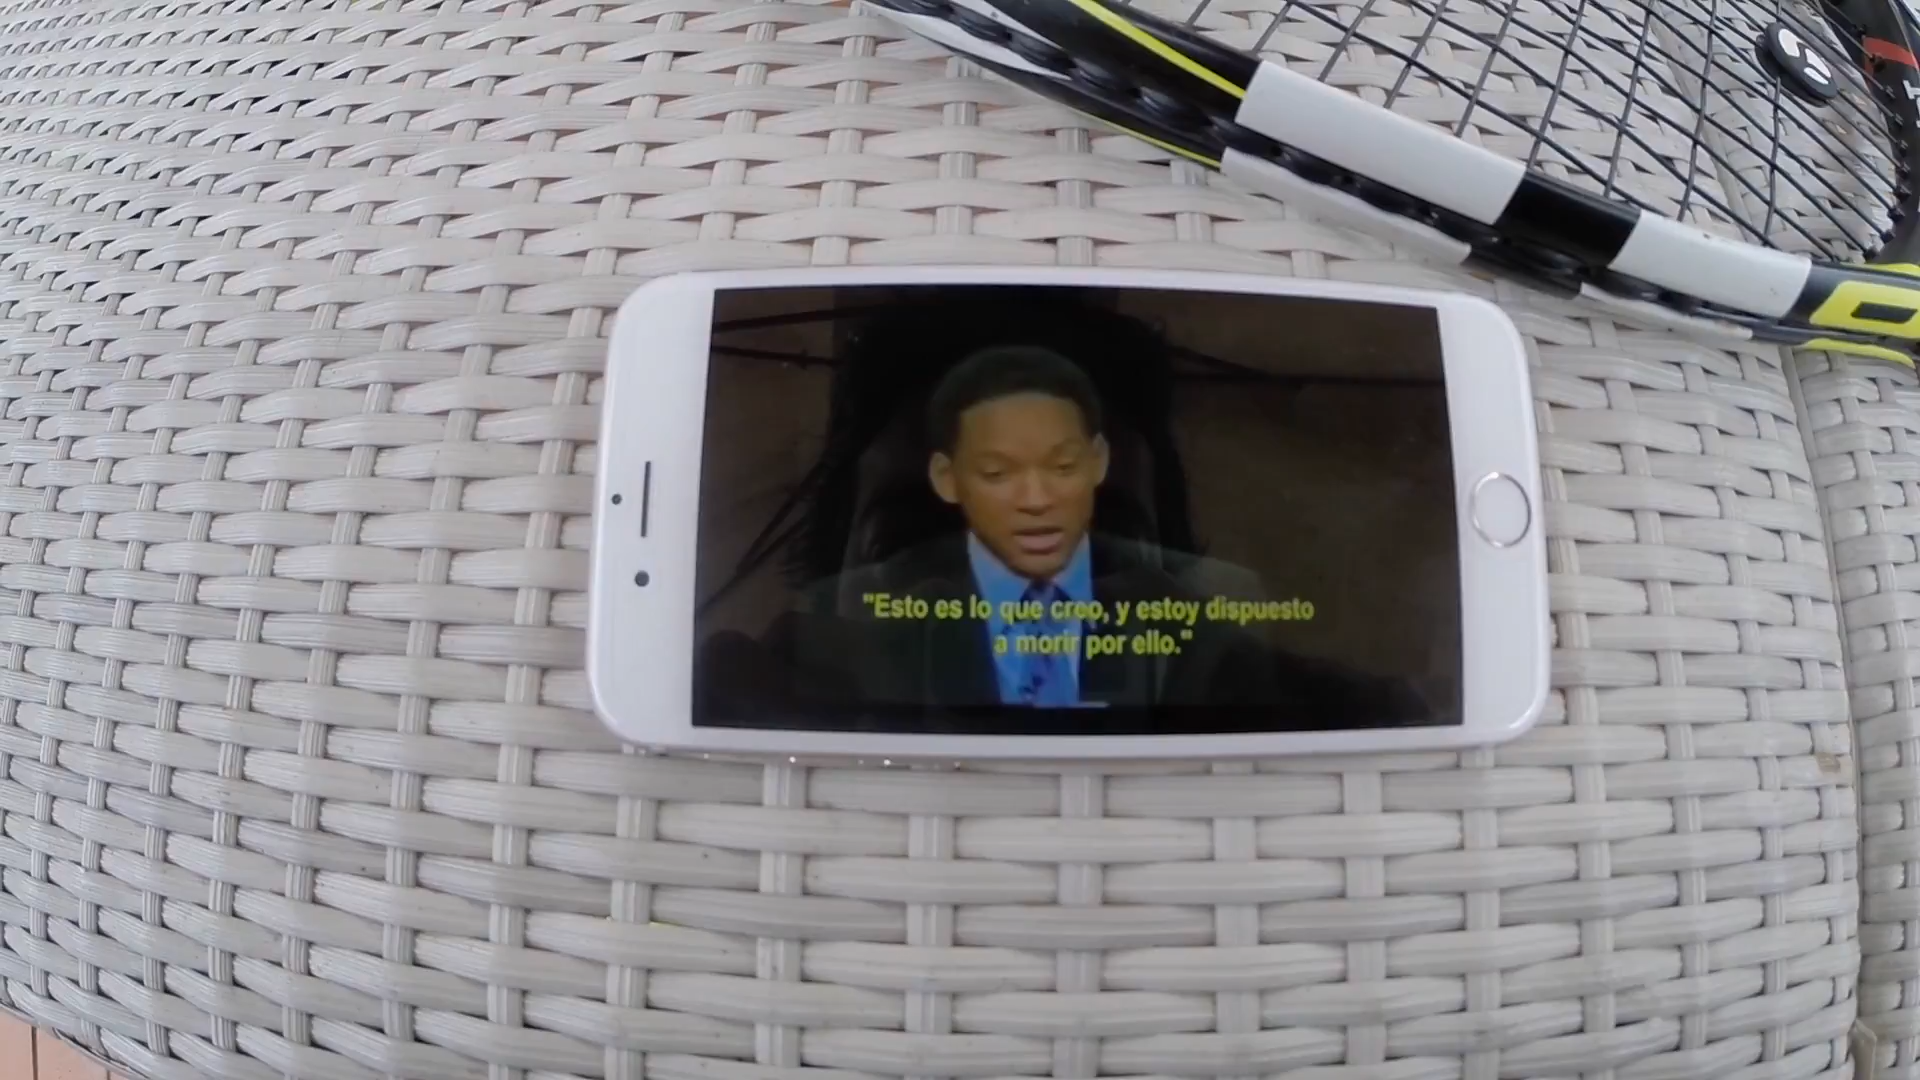 "Esto es lo que creo, y estoy dispuesto
a morir por ello."